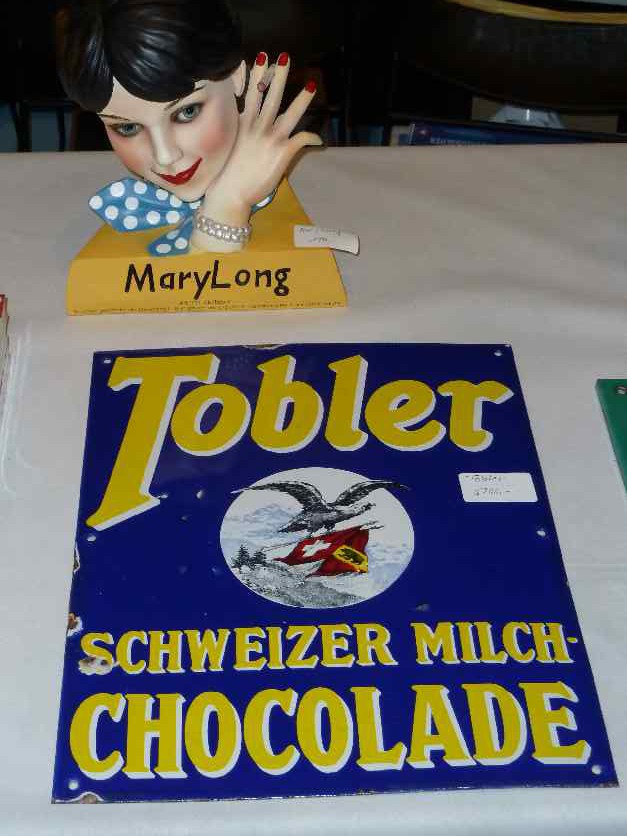 MaryLong
Tobler
SCHWEIZER MILCH-
CHOCOLADE